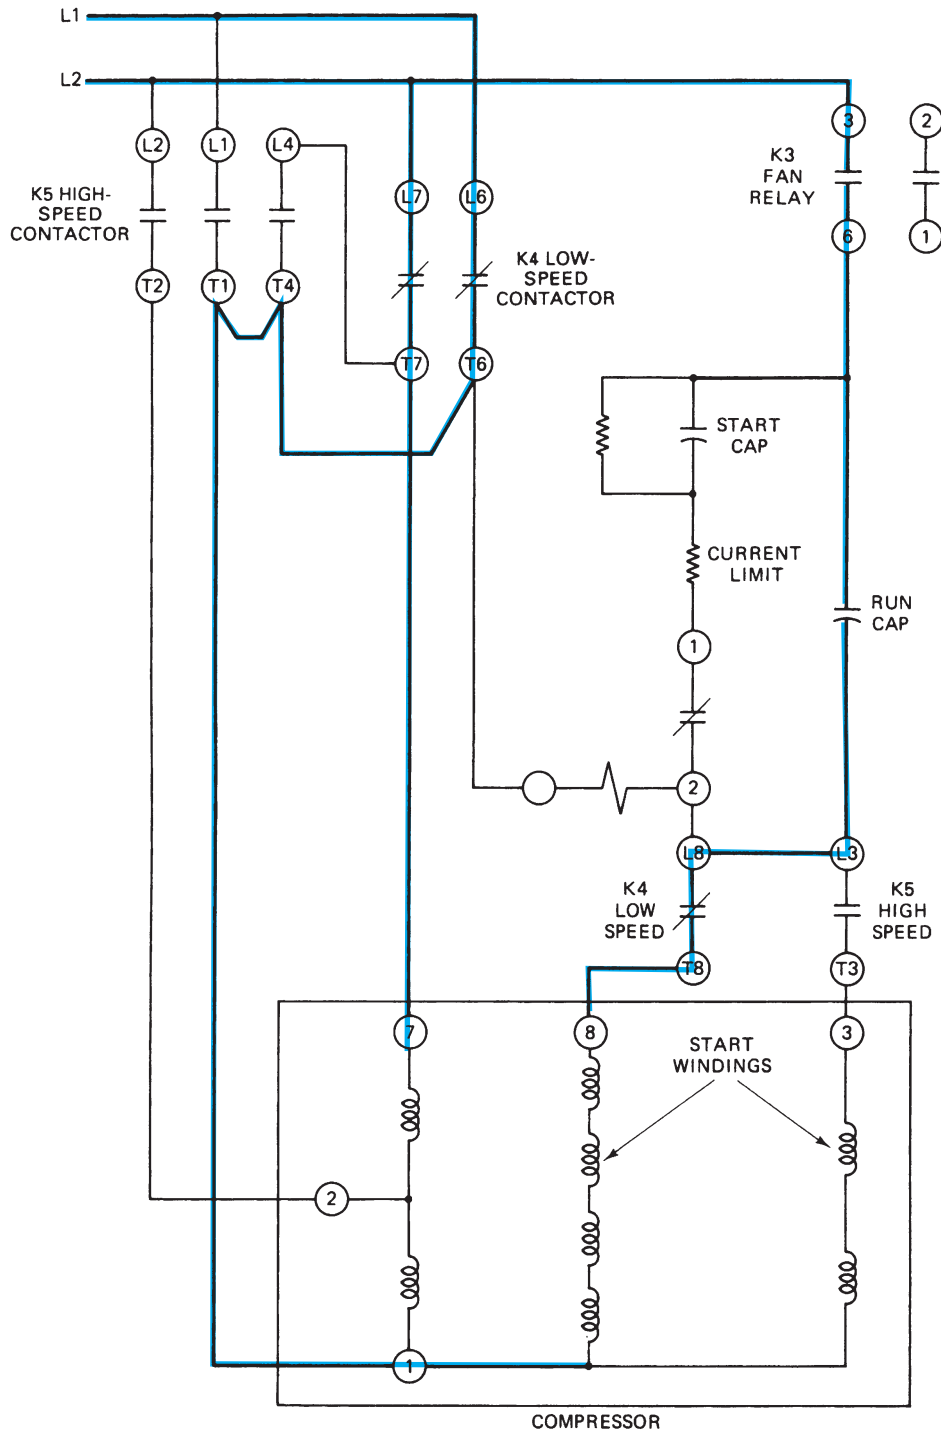 L1
L2
3
2
L2
L1
L4
K3
FAN
RELAY
K5 HIGH-
SPEED
CONTACTOR
L7
L6
6
1
K4 LOW-
SPEED
CONTACTOR
T2
T1
T4
T7
T6
START
CAP
CURRENT
LIMIT
RUN
CAP
1
2
L8
L3
K4
LOW
SPEED
K5
HIGH
SPEED
T8
T3
7
8
3
START
WINDINGS
2
1
COMPRESSOR